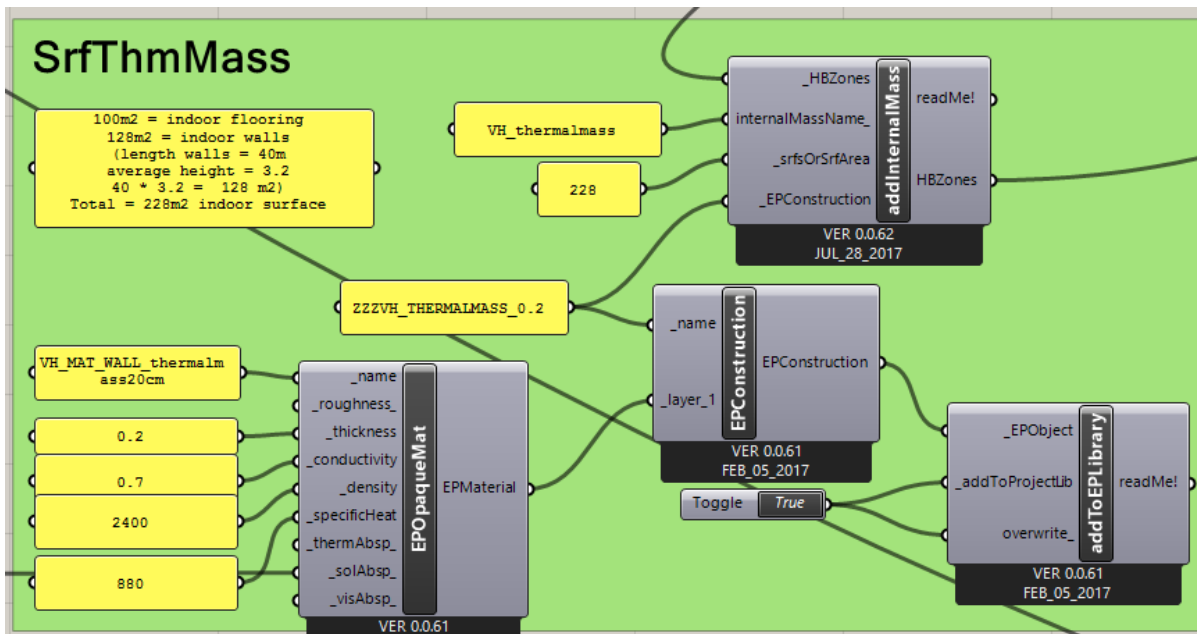 SrfThmMass
100m2 = indoor flooring
128m2 = indoor walls
(length walls = 40m
average height = 3.2
40 * 3.2 =  128 m2)
Total = 228m2 indoor surface
VH_thermalmass
228
_HBZones
internalMassName_
_srfsOrSrfArea
_EPConstruction
addInternalMass
readMe!
HBZones
VER 0.0.62
JUL_28_2017
ZZZVH_THERMALMASS_0.2
_name
_layer_1
EPConstruction
EPConstruction
VER 0.0.61
FEB_05_2017
VH_MAT_WALL_thermalm
ass20cm
0.2
0.7
2400
880
_name
_roughness_
_thickness
_conductivity
_density
_specificHeat
_thermAbsp_
_solAbsp_
_visAbsp_
EPOpaqueMat
EPMaterial
VER 0.0.61
Toggle True
_EPObject
_addToProjectLib
overwrite_
addToEPLibrary
readMe!
VER 0.0.61
FEB_05_2017